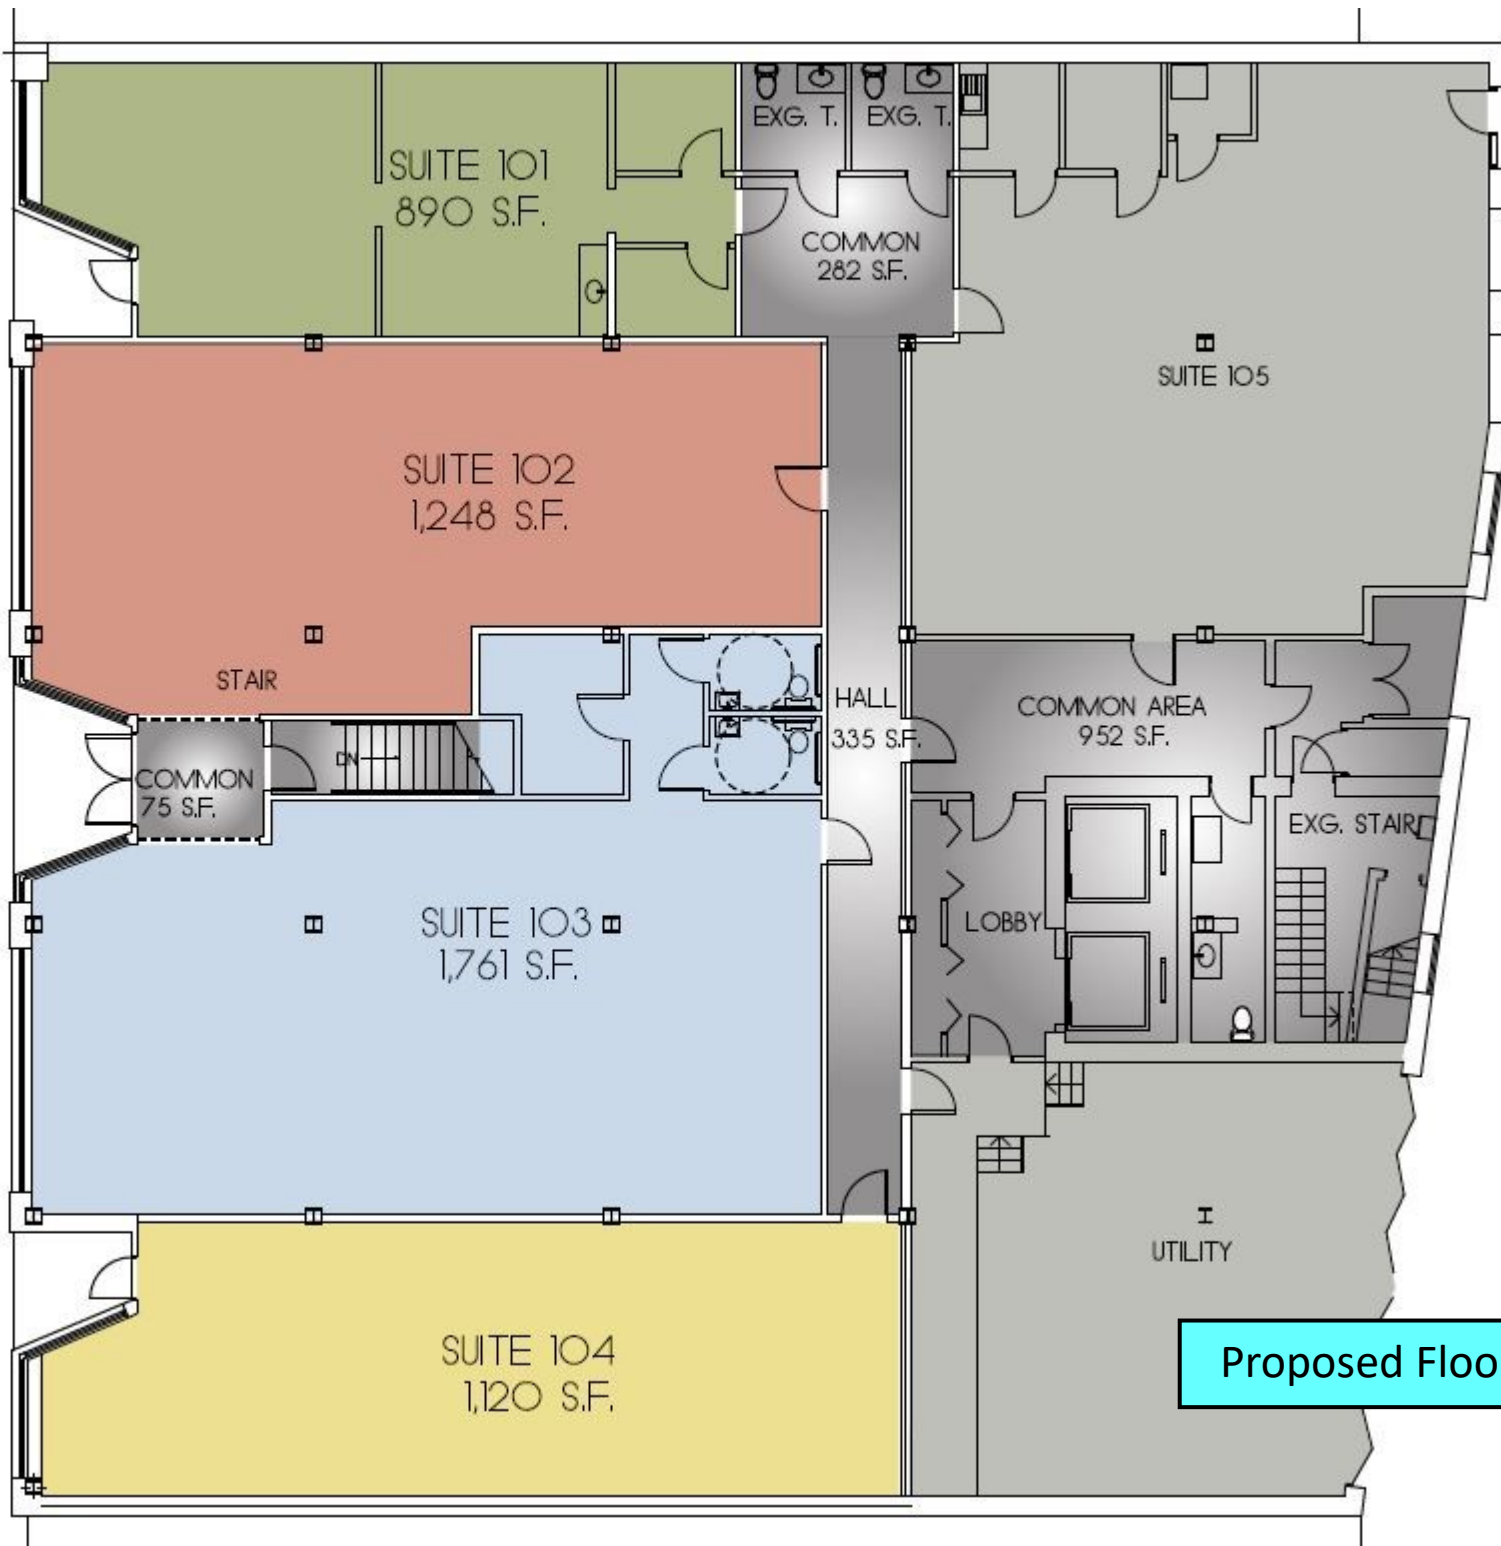 EXG. T.
EXG. T.
SUITE 101
890 S.F.
COMMON
282 S.F.
SUITE 105
SUITE 102
1,248 S.F.
STAIR
HALL
335 S.F.
COMMON AREA
952 S.F.
DN
COMMON
75 S.F.
EXG. STAIR
SUITE 103
1,761 S.F.
LOBBY
UTILITY
SUITE 104
1,120 S.F.
Proposed Floo